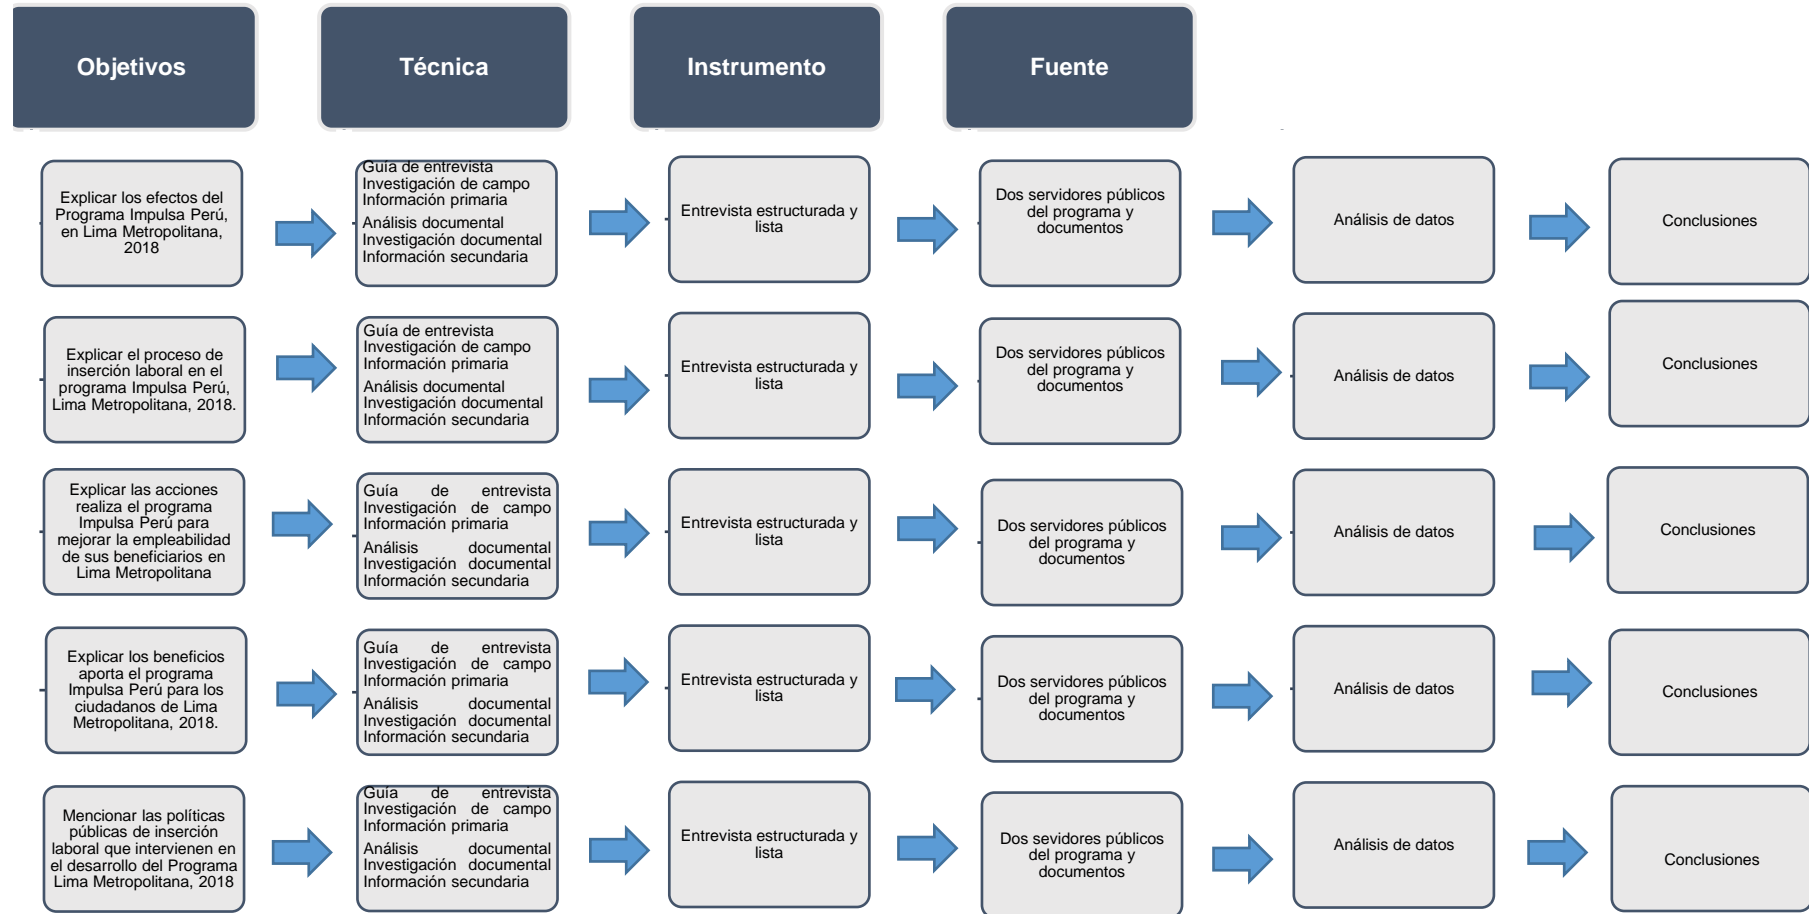 Objetivos
Técnica
Instrumento
Fuente
Explicar los efectos del
Programa Impulsa Perú,
en Lima Metropolitana,
2018
Guía de entrevista
Investigación de campo
Información primaria
Análisis documental
Investigación documental
Información secundaria
Entrevista estructurada y
lista
Dos servidores públicos
del programa y
documentos
Análisis de datos
Conclusiones
Explicar el proceso de
inserción laboral en el
programa Impulsa Perú,
Lima Metropolitana, 2018.
Guía de entrevista
Investigación de campo
Información primaria
Análisis documental
Investigación documental
Información secundaria
Entrevista estructurada y
lista
Dos servidores públicos
del programa y
documentos
Análisis de datos
Conclusiones
Explicar las acciones
realiza el programa
Impulsa Perú para
mejorar la empleabilidad
de sus beneficiarios en
Lima Metropolitana
Guía de entrevista
Investigación de campo
Información primaria
Análisis documental
Investigación documental
Información secundaria
Entrevista estructurada y
lista
Dos servidores públicos
del programa y
documentos
Análisis de datos
Conclusiones
Explicar los beneficios
aporta el programa
Impulsa Perú para los
ciudadanos de Lima
Metropolitana, 2018.
Guía de entrevista
Investigación de campo
Información primaria
Análisis documental
Investigación documental
Información secundaria
Entrevista estructurada y
lista
Dos servidores públicos
del programa y
documentos
Análisis de datos
Conclusiones
Mencionar las políticas
públicas de inserción
laboral que intervienen en
el desarrollo del Programa
Lima Metropolitana, 2018
Guía de entrevista
Investigación de campo
Información primaria
Análisis documental
Investigación documental
Información secundaria
Entrevista estructurada y
lista
Dos sevidores públicos
del programa y
documentos
Análisis de datos
Conclusiones